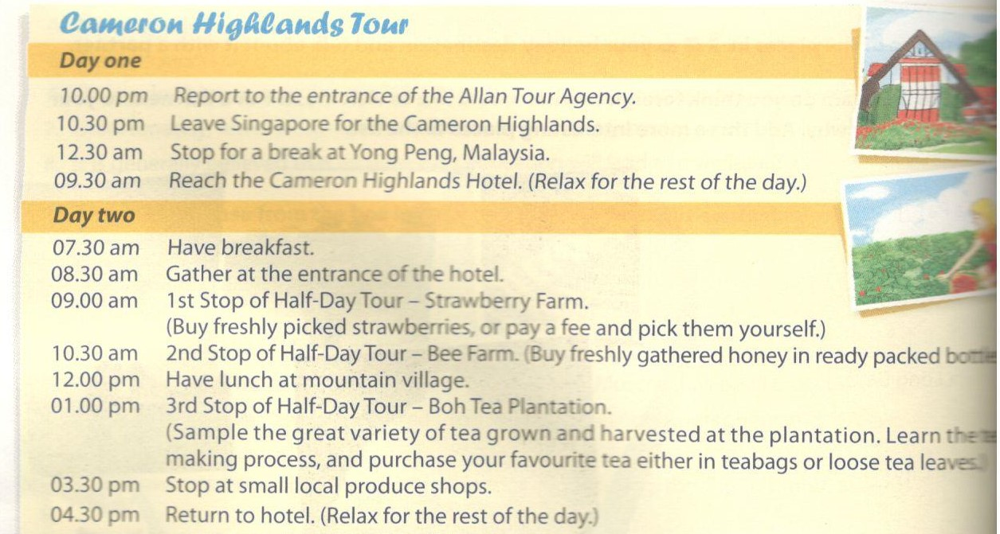 Cameron Highlands Tour
Day one
10.00 pm Report to the entrance of the Allan Tour Agency.
10.30 pm Leave Singapore for the Cameron Highlands.
12.30 am Stop for a break at Yong Peng, Malaysia.
09.30 am Reach the Cameron Highlands Hotel. (Relax for the rest of the day.)
Day two
07.30 am Have breakfast.
08.30 am Gather at the entrance of the hotel.
09.00 am 1st Stop of Half-Day Tour – Strawberry Farm.
(Buy freshly picked strawberries, or pay a fee and pick them yourself.)
10.30 am 2nd Stop of Half-Day Tour – Bee Farm. (Buy freshly gathered honey in ready packed
12.00 pm Have lunch at mountain village.
01.00 pm 3rd Stop of Half-Day Tour – Boh Tea Plantation.
(Sample the great variety of tea grown and harvested at the plantation. Learn the
making process, and purchase your favourite tea either in teabags or loose tea leaves.)
03.30 pm Stop at small local produce shops.
04.30 pm Return to hotel. (Relax for the rest of the day.)